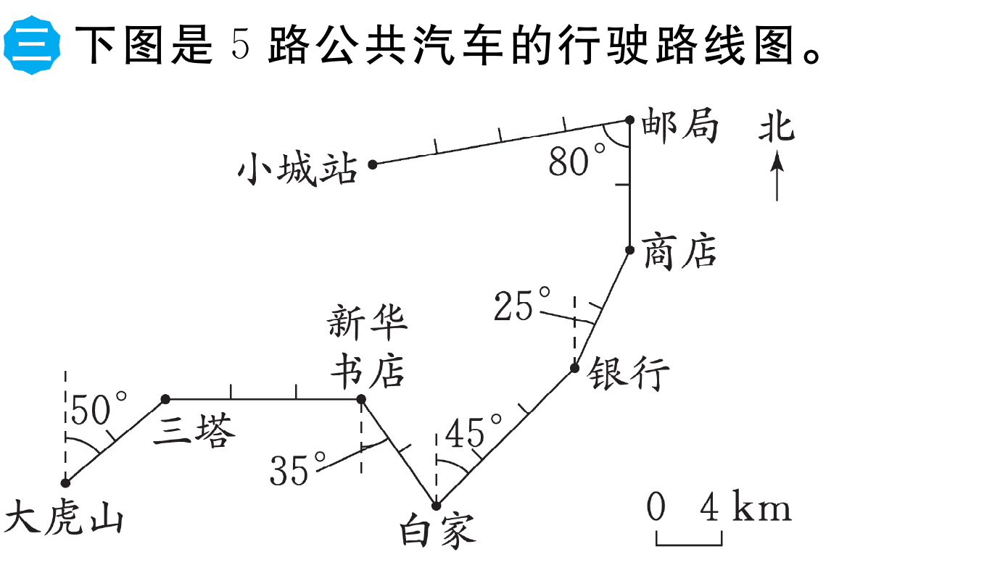 三 下图是 5 路公共汽车的行驶路线图。
邮局
北
小城站
80°
商店
25°
新华
书店
银行
50°
三塔
45°
35°
大虎山
白家
0 4 km